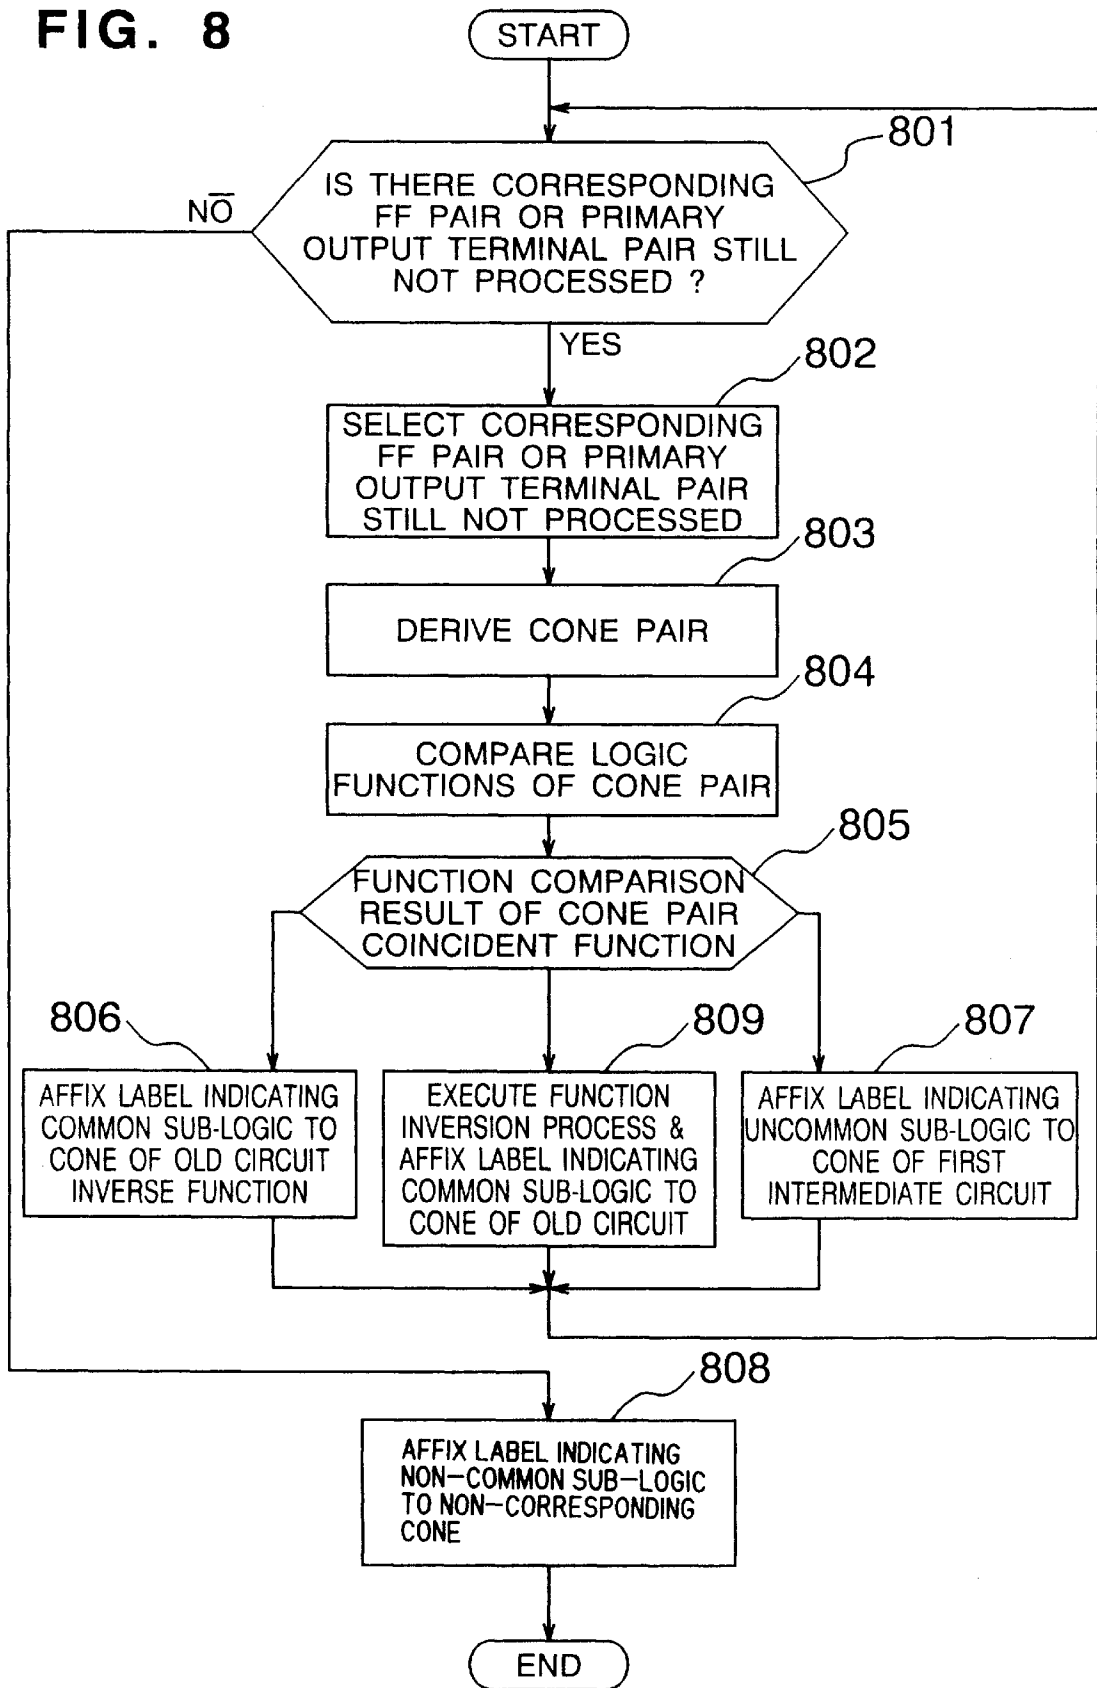 FIG. 8
START
801
IS THERE CORRESPONDING
FF PAIR OR PRIMARY
OUTPUT TERMINAL PAIR STILL
NOT PROCESSED ?
NO
YES
802
SELECT CORRESPONDING
FF PAIR OR PRIMARY
OUTPUT TERMINAL PAIR
STILL NOT PROCESSED
803
DERIVE CONE PAIR
804
COMPARE LOGIC
FUNCTIONS OF CONE PAIR
805
FUNCTION COMPARISON
RESULT OF CONE PAIR
COINCIDENT FUNCTION
806
AFFIX LABEL INDICATING
COMMON SUB-LOGIC TO
CONE OF OLD CIRCUIT
INVERSE FUNCTION
809
EXECUTE FUNCTION
INVERSION PROCESS &
AFFIX LABEL INDICATING
COMMON SUB-LOGIC TO
CONE OF OLD CIRCUIT
807
AFFIX LABEL INDICATING
UNCOMMON SUB-LOGIC TO
CONE OF FIRST
INTERMEDIATE CIRCUIT
808
AFFIX LABEL INDICATING
NON-COMMON SUB-LOGIC
TO NON-CORRESPONDING
CONE
END